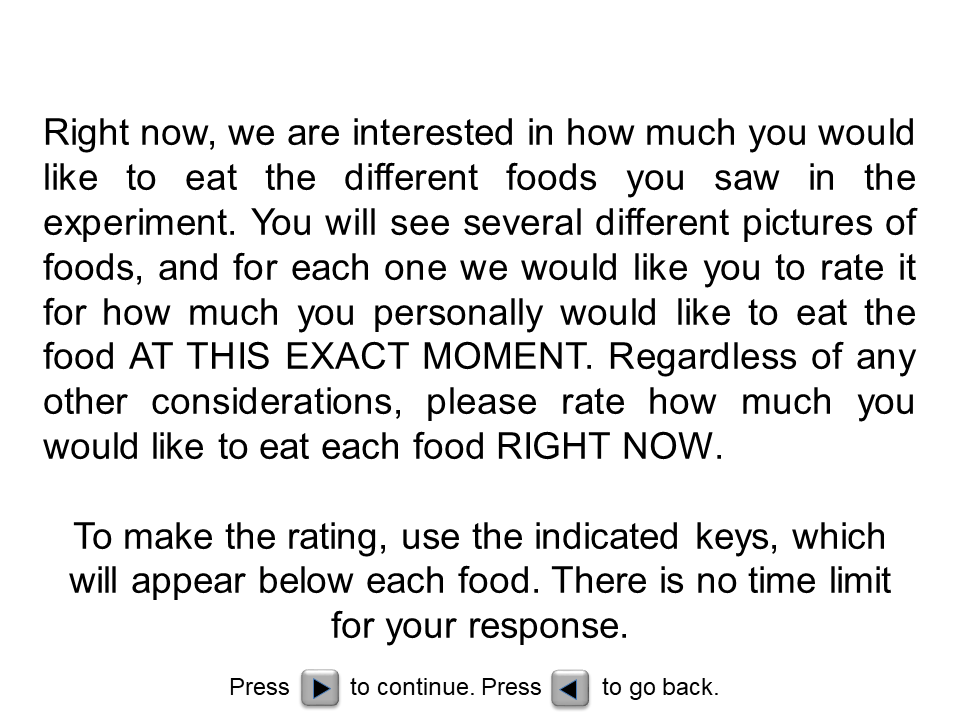 Right now, we are interested in how much you would
like to eat the different foods you saw in the
experiment. You will see several different pictures of
foods, and for each one we would like you to rate it
for how much you personally would like to eat the
food AT THIS EXACT MOMENT. Regardless of any
other considerations, please rate how much you
would like to eat each food RIGHT NOW.
To make the rating, use the indicated keys, which
will appear below each food. There is no time limit
for your response.
Press to continue. Press to go back.